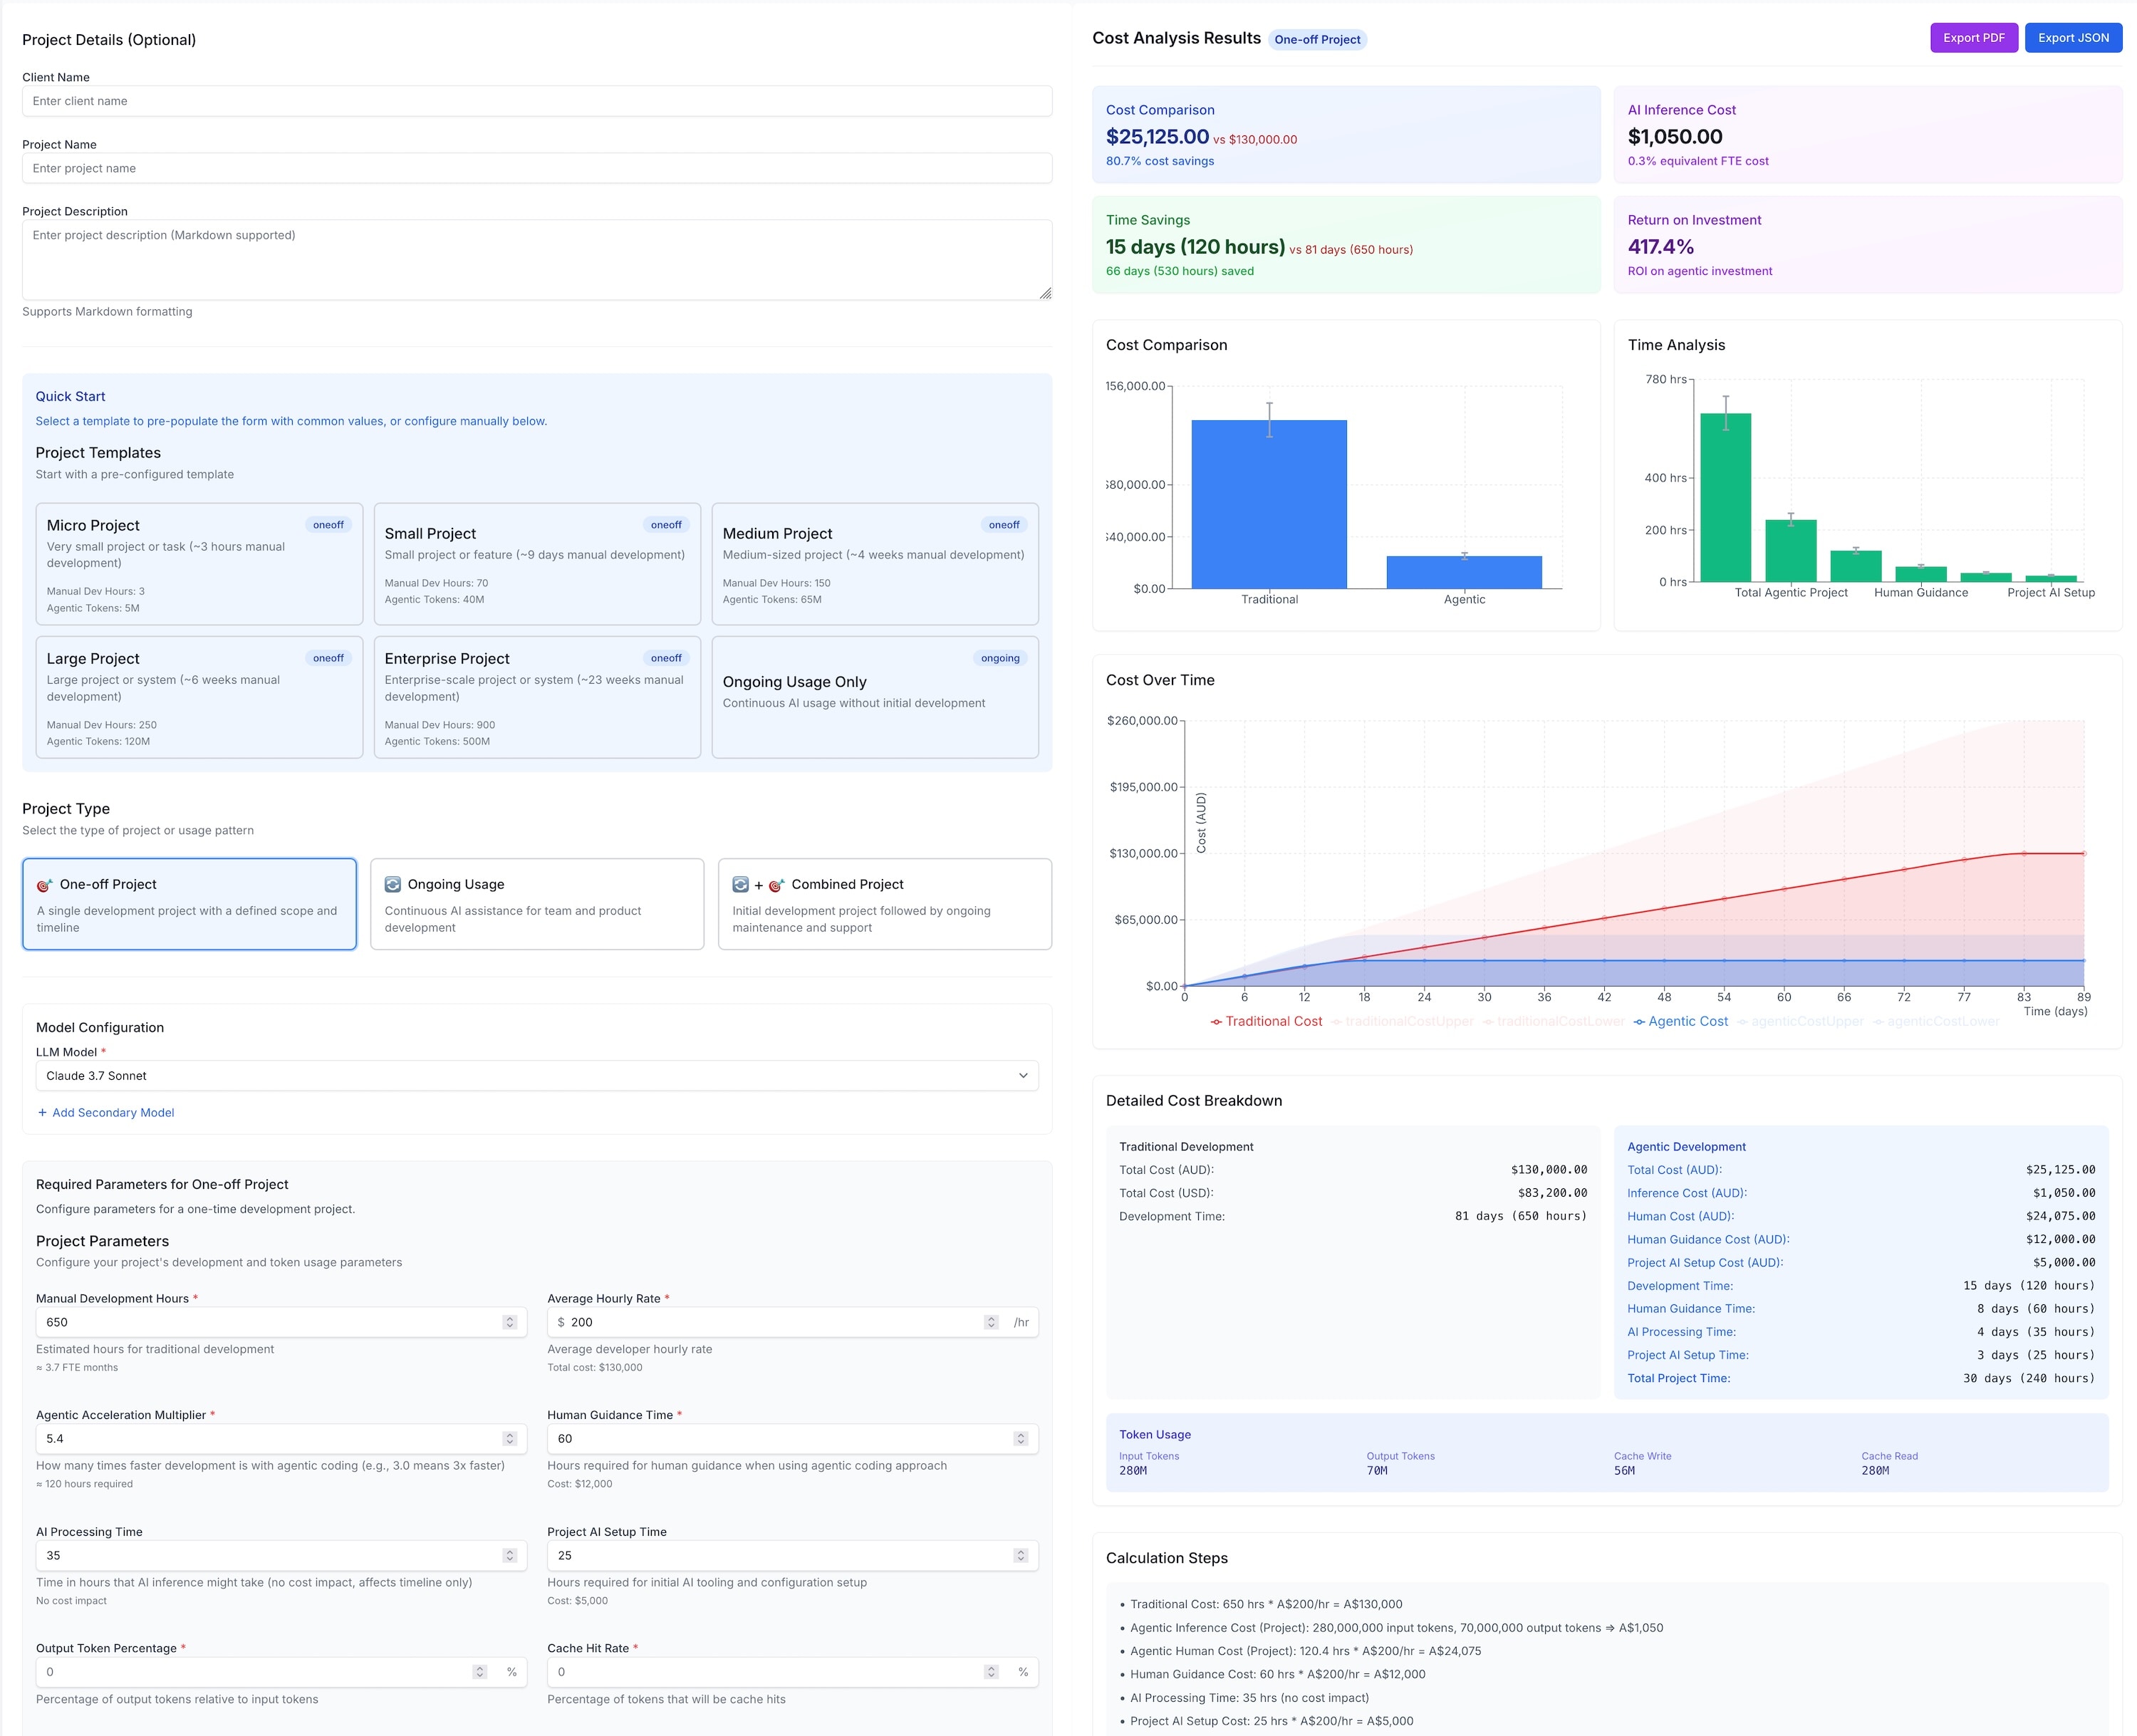 Project Details (Optional)
Client Name
Enter client name
Project Name
Enter project name
Project Description
Enter project description (Markdown supported)
Supports Markdown formatting
Quick Start
Select a template to pre-populate the form with common values, or configure manually below.
Project Templates
Start with a pre-configured template
Micro Project
oneoff
Very small project or task (~3 hours manual
development)
Manual Dev Hours: 3
Agentic Tokens: 5M
Small Project
oneoff
Small project or feature (~9 days manual development)
Manual Dev Hours: 70
Agentic Tokens: 40M
Medium Project
oneoff
Medium-sized project (~4 weeks manual development)
Manual Dev Hours: 150
Agentic Tokens: 65M
Large Project
oneoff
Large project or system (~6 weeks manual
development)
Manual Dev Hours: 250
Agentic Tokens: 120M
Enterprise Project
oneoff
Enterprise-scale project or system (~23 weeks manual
development)
Manual Dev Hours: 900
Agentic Tokens: 500M
ongoing
Ongoing Usage Only
Continuous AI usage without initial development
Project Type
Select the type of project or usage pattern
🎯 One-off Project
A single development project with a defined scope and
timeline
🔄 Ongoing Usage
Continuous AI assistance for team and product
development
🔄 + 🎯 Combined Project
Initial development project followed by ongoing
maintenance and support
Model Configuration
LLM Model *
Claude 3.7 Sonnet
+ Add Secondary Model
Required Parameters for One-off Project
Configure parameters for a one-time development project.
Project Parameters
Configure your project's development and token usage parameters
Manual Development Hours *
650
Estimated hours for traditional development
≈ 3.7 FTE months
Average Hourly Rate *
$ 200 /hr
Average developer hourly rate
Total cost: $130,000
Agentic Acceleration Multiplier *
5.4
How many times faster development is with agentic coding (e.g., 3.0 means 3x faster)
≈ 120 hours required
Human Guidance Time *
60
Hours required for human guidance when using agentic coding approach
Cost: $12,000
AI Processing Time
35
Time in hours that AI inference might take (no cost impact, affects timeline only)
No cost impact
Project AI Setup Time
25
Hours required for initial AI tooling and configuration setup
Cost: $5,000
Output Token Percentage *
0 %
Percentage of output tokens relative to input tokens
Cache Hit Rate *
0 %
Percentage of tokens that will be cache hits
Cost Analysis Results
One-off Project
Export PDF
Export JSON
Cost Comparison
$25,125.00 vs $130,000.00
80.7% cost savings
AI Inference Cost
$1,050.00
0.3% equivalent FTE cost
Time Savings
15 days (120 hours) vs 81 days (650 hours)
66 days (530 hours) saved
Return on Investment
417.4%
ROI on agentic investment
Cost Comparison
156,000.00
$80,000.00
$40,000.00
$0.00
Traditional
Agentic
Time Analysis
780 hrs
400 hrs
200 hrs
0 hrs
Total Agentic Project
Human Guidance
Project AI Setup
Cost Over Time
$260,000.00
$195,000.00
$130,000.00
$65,000.00
$0.00
Cost (AUD)
0 6 12 18 24 30 36 42 48 54 60 66 72 77 83 89
Time (days)
Traditional Cost traditionalCostUpper traditionalCostLower Agentic Cost agenticCostUpper agenticCostLower
Detailed Cost Breakdown
Traditional Development
Total Cost (AUD): $130,000.00
Total Cost (USD): $83,200.00
Development Time: 81 days (650 hours)
Agentic Development
Total Cost (AUD): $25,125.00
Inference Cost (AUD): $1,050.00
Human Cost (AUD): $24,075.00
Human Guidance Cost (AUD): $12,000.00
Project AI Setup Cost (AUD): $5,000.00
Development Time: 15 days (120 hours)
Human Guidance Time: 8 days (60 hours)
AI Processing Time: 4 days (35 hours)
Project AI Setup Time: 3 days (25 hours)
Total Project Time: 30 days (240 hours)
Token Usage
Input Tokens
280M
Output Tokens
70M
Cache Write
56M
Cache Read
280M
Calculation Steps
• Traditional Cost: 650 hrs * A$200/hr = A$130,000
• Agentic Inference Cost (Project): 280,000,000 input tokens, 70,000,000 output tokens ⇒ A$1,050
• Agentic Human Cost (Project): 120.4 hrs * A$200/hr = A$24,075
• Human Guidance Cost: 60 hrs * A$200/hr = A$12,000
• AI Processing Time: 35 hrs (no cost impact)
• Project AI Setup Cost: 25 hrs * A$200/hr = A$5,000